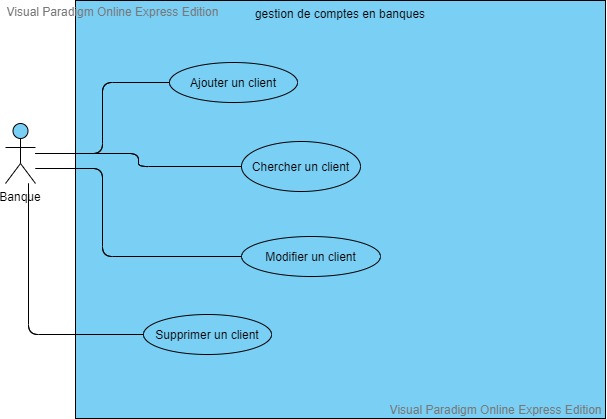 Visual Paradigm Online Express Edition
gestion de comptes en banques
Ajouter un client
Chercher un client
Banque
Modifier un client
Supprimer un client
Visual Paradigm Online Express Edition